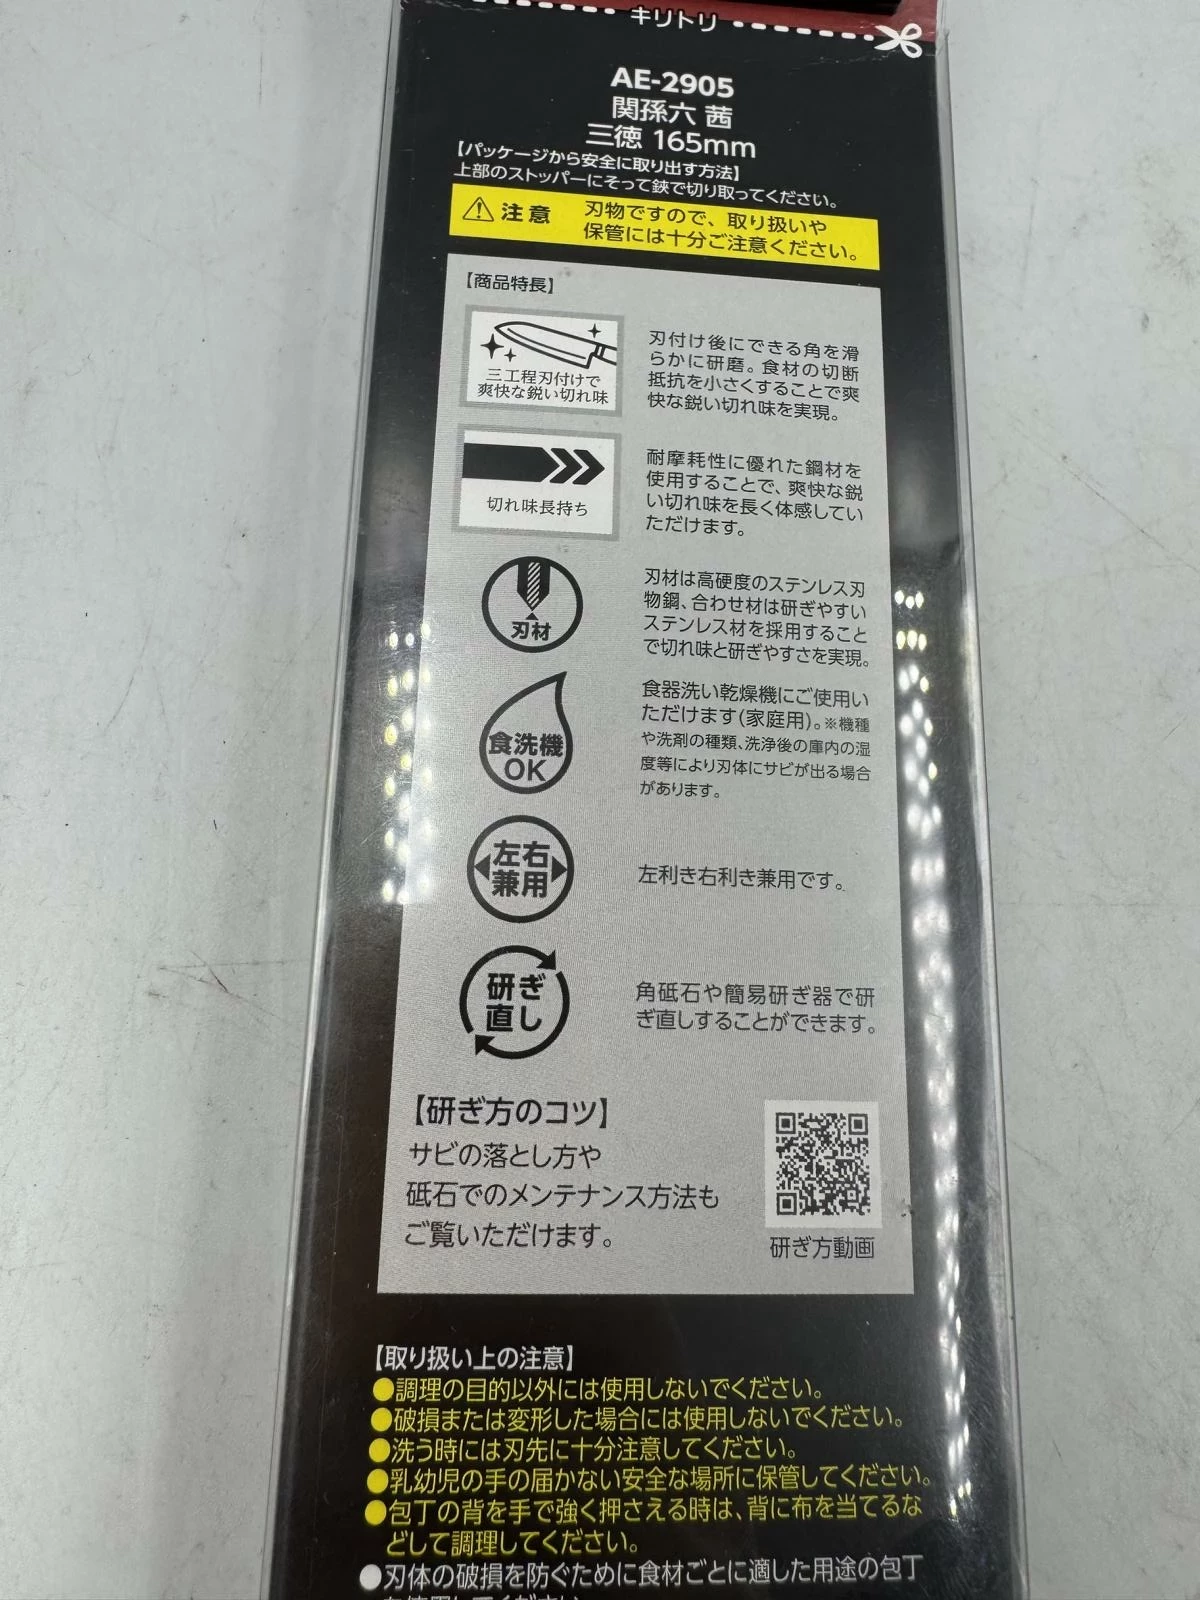 キリトリ
AE-2905
関孫六 茜
三徳 165mm
【パッケージから安全に取り出す方法】
上部のストッパーにそって鋏で切り取ってください。
注意
刃物ですので、取り扱いや
保管には十分ご注意ください。
【商品特長】
三工程刃付けで
爽快な鋭い切れ味
刃付け後にできる角を滑
らかに研磨。食材の切断
抵抗を小さくすることで爽
快な鋭い切れ味を実現。
切れ味長持ち
耐摩耗性に優れた鋼材を
使用することで、爽快な鋭
い切れ味を長く体感してい
ただけます。
刃材
刃材は高硬度のステンレス刃
物鋼、合わせ材は研ぎやすい
ステンレス材を採用すること
で切れ味と研ぎやすさを実現。
食洗機
OK
食器洗い乾燥機にご使用い
ただけます(家庭用)。※機種
や洗剤の種類、洗浄後の庫内の湿
度等により刃体にサビが出る場合
があります。
左右
兼用
左利き右利き兼用です。
研ぎ
直し
角砥石や簡易研ぎ器で研
ぎ直しすることができます。
【研ぎ方のコツ】
サビの落とし方や
砥石でのメンテナンス方法も
ご覧いただけます。
研ぎ方動画
【取り扱い上の注意】
●調理の目的以外には使用しないでください。
●破損または変形した場合には使用しないでください。
●洗う時には刃先に十分注意してください。
●乳幼児の手の届かない安全な場所に保管してください。
●包丁の背を手で強く押さえる時は、背に布を当てるな
どして調理してください。
●刃体の破損を防ぐために食材ごとに適した用途の包丁